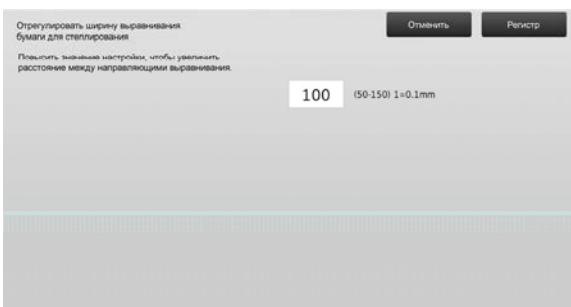 Отрегулировать ширину выравнивания
бумаги для степлирования
Отменить
Регистр
Повысить значение настройки, чтобы увеличить
расстояние между направляющими выравнивания.
100 (50-150) 1=0.1mm